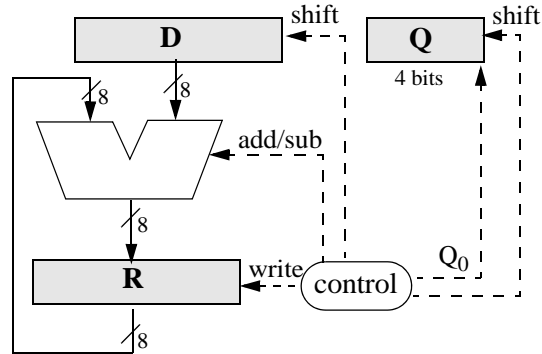 shift
shift
D
Q
4 bits
8
8
add/sub
8
R
write
control
Q0
8